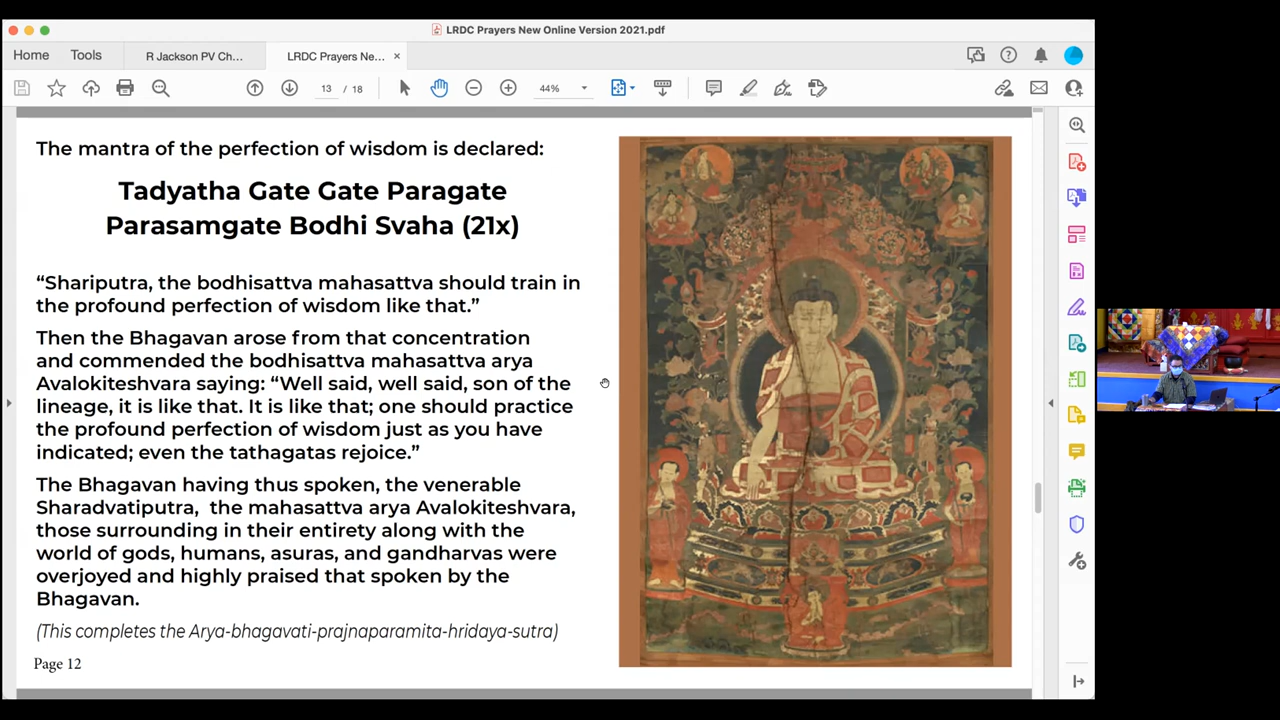 LRDC Prayers New Online Version 2021.pdf
Home
Tools
R Jackson PV Ch...
LRDC Prayers Ne...
13 / 18
44%
The mantra of the perfection of wisdom is declared:
Tadyatha Gate Gate Paragate
Parasamgate Bodhi Svaha (21x)
“Shariputra, the bodhisattva mahasattva should train in
the profound perfection of wisdom like that.”
Then the Bhagavan arose from that concentration
and commended the bodhisattva mahasattva arya
Avalokiteshvara saying: “Well said, well said, son of the
lineage, it is like that. It is like that; one should practice
the profound perfection of wisdom just as you have
indicated; even the tathagatas rejoice.”
The Bhagavan having thus spoken, the venerable
Sharadvatiputra, the mahasattva arya Avalokiteshvara,
those surrounding in their entirety along with the
world of gods, humans, asuras, and gandharvas were
overjoyed and highly praised that spoken by the
Bhagavan.
(This completes the Arya-bhagavati-prajnaparamita-hridaya-sutra)
Page 12